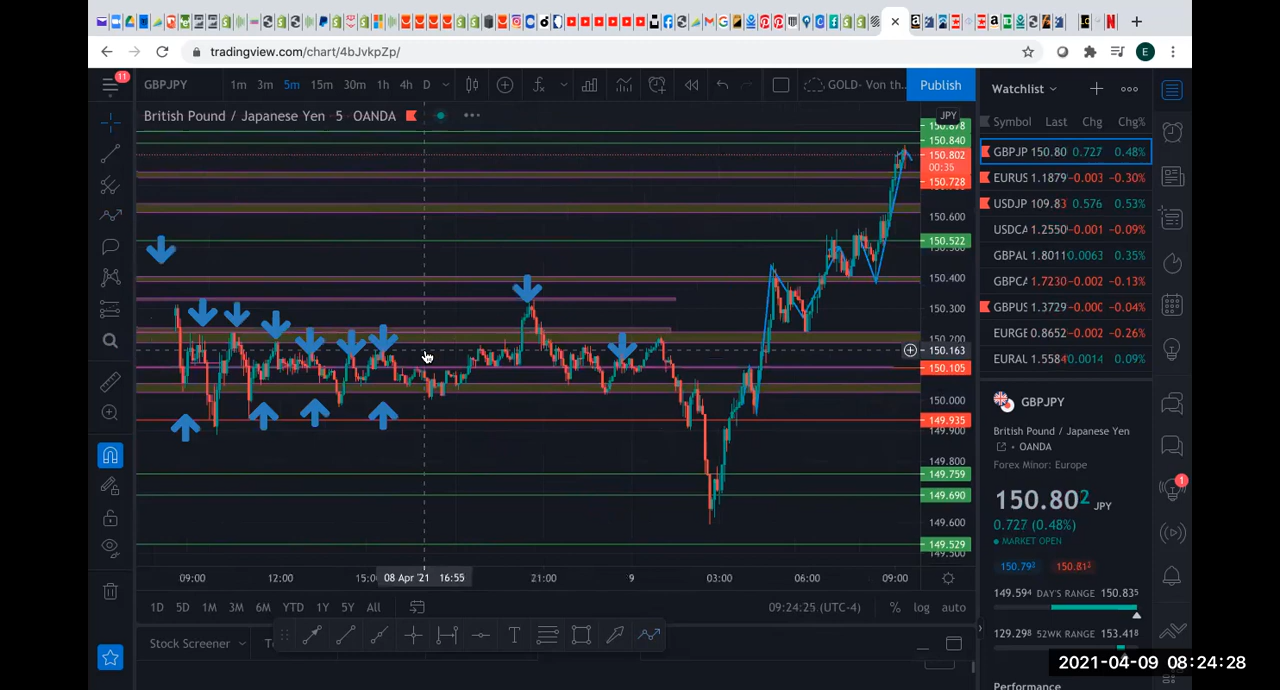 tradingview.com/chart/4bJvkpZp/
E
11
GBPJPY
1m 3m 5m 15m 30m 1h 4h D
GOLD- Von th..
Publish
Watchlist
British Pound / Japanese Yen 5 OANDA
JPY
Symbol Last Chg Chg%
150.878
150.840
150.802
00:35
150.728
150.600
150.522
150.400
150.300
150.200
150.163
150.105
150.000
149.935
149.900
149.800
149.759
149.690
149.600
149.529
149.500
GBPJP 150.80 0.727 0.48%
EURUS 1.1879 −0.003 −0.30%
USDJP 109.83 0.576 0.53%
USDCA 1.2550 −0.001 −0.09%
GBPAL 1.8011 0.0063 0.35%
GBPCA 1.7230 −0.002 −0.13%
GBPUS 1.3729 −0.000 −0.04%
EURGE 0.8652 −0.002 −0.26%
EURAL 1.5584 0.0014 0.09%
GBPJPY
British Pound / Japanese Yen
OANDA
Forex Minor: Europe
150.802 JPY
0.727 (0.48%)
MARKET OPEN
150.793 150.813
149.594 DAY'S RANGE 150.835
129.298 52WK RANGE 153.418
Performance
1
09:00 12:00 15:00 08 Apr '21 16:55 21:00 9 03:00 06:00 09:00
1D 5D 1M 3M 6M YTD 1Y 5Y All
09:24:25 (UTC-4) % log auto
Stock Screener
T
2021-04-09 08:24:28